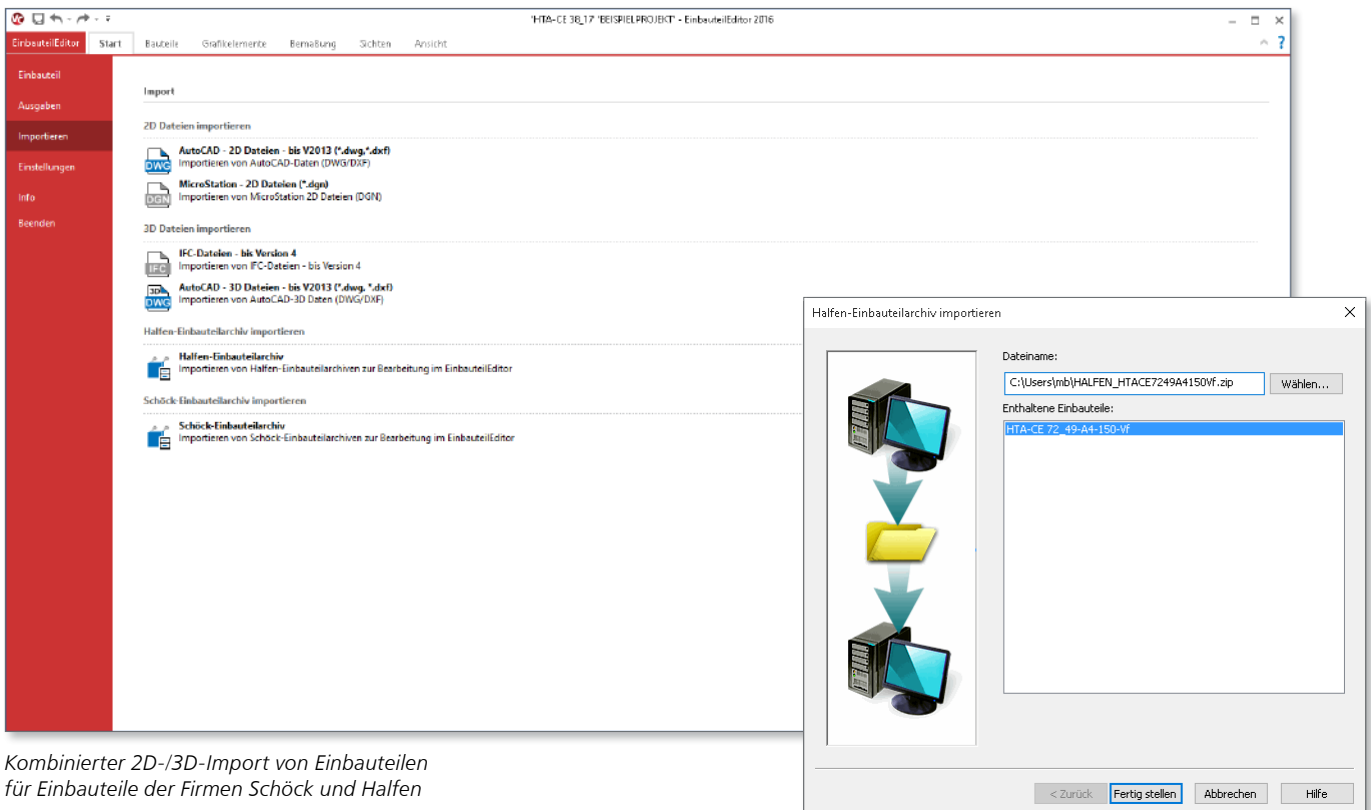 'HTA-CE 38_17 'BEISPIELPROJEKT' - EinbauteilEditor 2016
EinbauteilEditor Start Bauteile Grafikelemente Bemaßung Sichten Ansicht
Einbauteil
Ausgaben
Importieren
Einstellungen
Info
Beenden
Import
2D Dateien importieren
AutoCAD - 2D Dateien - bis V2013 (*.dwg,*.dxf)
DWG Importieren von AutoCAD-Daten (DWG/DXF)
MicroStation - 2D Dateien (*.dgn)
DGN Importieren von MicroStation 2D Dateien (DGN)
3D Dateien importieren
IFC-Dateien - bis Version 4
IFC Importieren von IFC-Dateien - bis Version 4
3D AutoCAD - 3D Dateien - bis V2013 (*.dwg, *.dxf)
DWG Importieren von AutoCAD-3D Daten (DWG/DXF)
Halfen-Einbauteilarchiv importieren
Halfen-Einbauteilarchiv
Importieren von Halfen-Einbauteilarchiven zur Bearbeitung im EinbauteilEditor
Schöck-Einbauteilarchiv importieren
Schöck-Einbauteilarchiv
Importieren von Schöck-Einbauteilarchiven zur Bearbeitung im EinbauteilEditor
Halfen-Einbauteilarchiv importieren
Dateiname:
C:\Users\mb\HALFEN_HTACE7249A4150Vf.zip Wählen...
Enthaltene Einbauteile:
HTA-CE 72_49-A4-150-Vf
< Zurück Fertig stellen Abbrechen Hilfe
Kombinierter 2D-/3D-Import von Einbauteilen
für Einbauteile der Firmen Schöck und Halfen